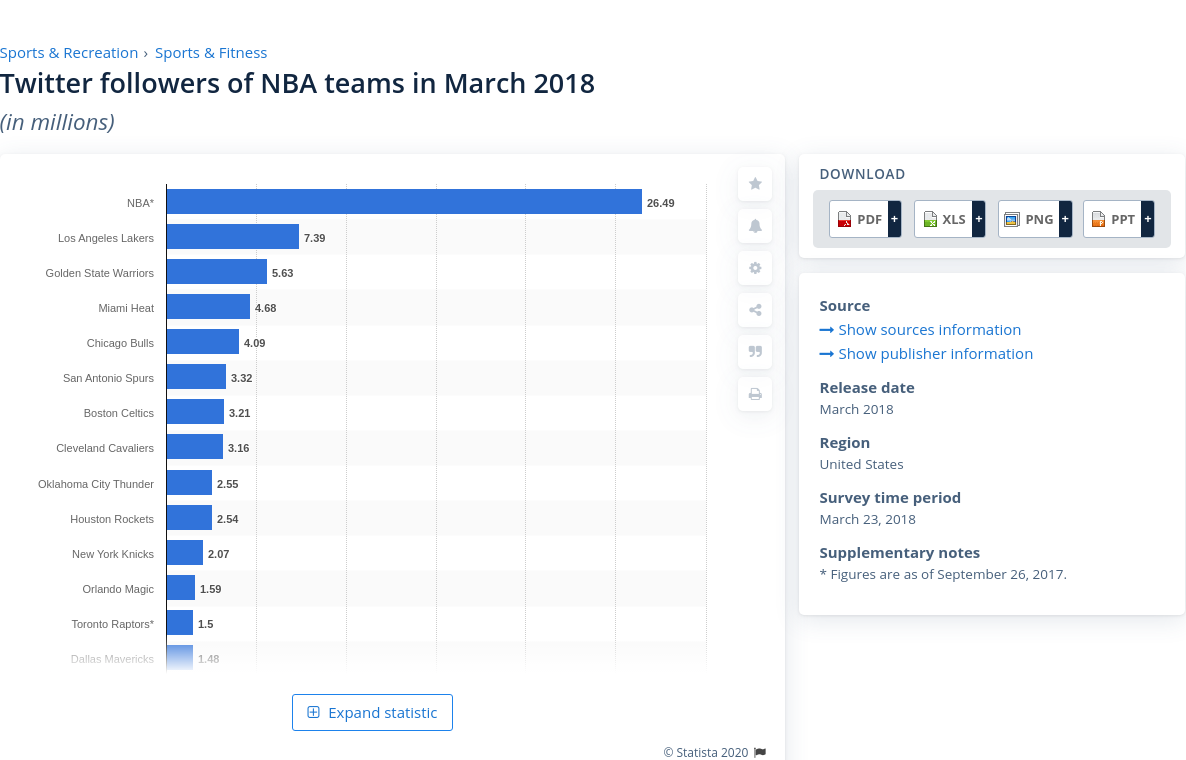 Sports & Recreation › Sports & Fitness
Twitter followers of NBA teams in March 2018
(in millions)
NBA* 26.49
Los Angeles Lakers 7.39
Golden State Warriors 5.63
Miami Heat 4.68
Chicago Bulls 4.09
San Antonio Spurs 3.32
Boston Celtics 3.21
Cleveland Cavaliers 3.16
Oklahoma City Thunder 2.55
Houston Rockets 2.54
New York Knicks 2.07
Orlando Magic 1.59
Toronto Raptors* 1.5
Dallas Mavericks 1.48
Expand statistic
© Statista 2020
DOWNLOAD
PDF + XLS + PNG + PPT +
Source
Show sources information
Show publisher information
Release date
March 2018
Region
United States
Survey time period
March 23, 2018
Supplementary notes
* Figures are as of September 26, 2017.